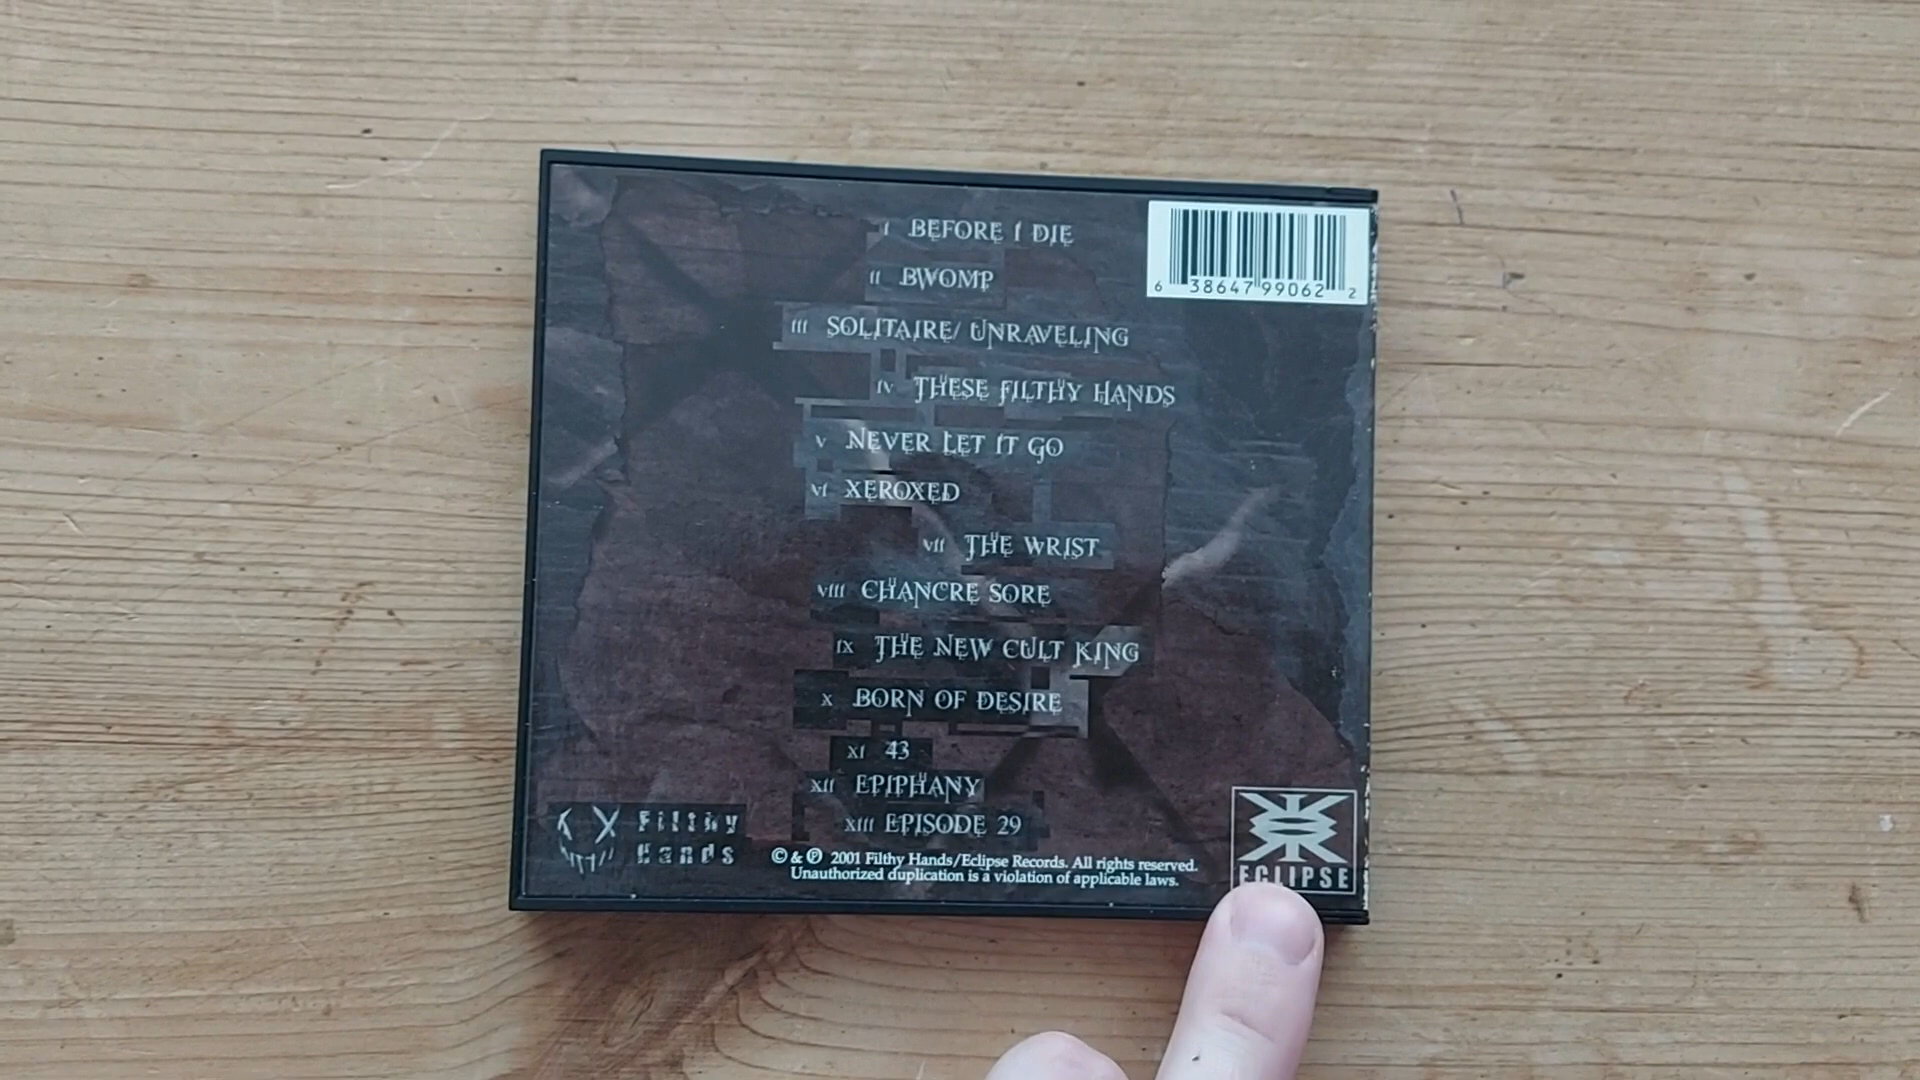 I BEFORE I DIE
II BWOMP
III SOLITAIRE/ UNRAVELING
IV THESE FILTHY HANDS
V NEVER LET IT GO
VI XEROXED
VII THE WRIST
VIII CHANCRE SORE
IX THE NEW CULT KING
X BORN OF DESIRE
XI 43
XII EPIPHANY
XIII EPISODE 29
6 38647 99062 2
Filthy
Hands
© & ℗ 2001 Filthy Hands/Eclipse Records. All rights reserved.
Unauthorized duplication is a violation of applicable laws.
ECLIPSE